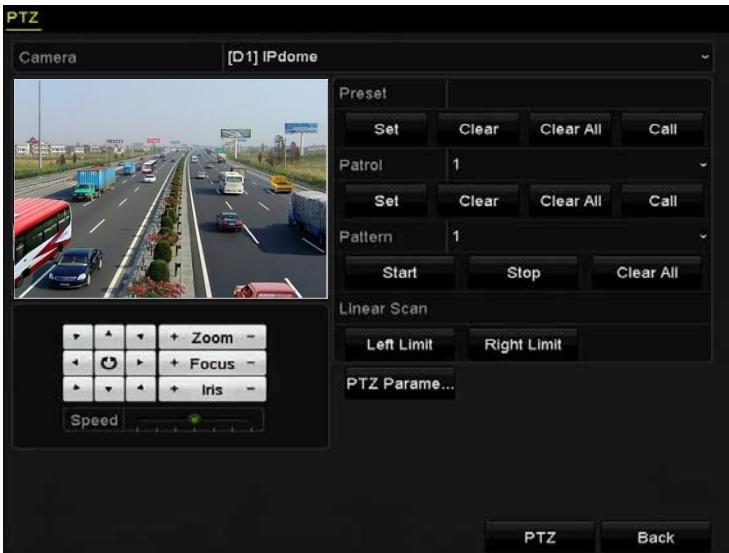 PTZ
Camera [D1] IPdome
Preset
Set Clear Clear All Call
Patrol 1
Set Clear Clear All Call
Pattern 1
Start Stop Clear All
Linear Scan
Left Limit Right Limit
PTZ Parame...
+ Zoom -
+ Focus -
+ Iris -
Speed
PTZ Back